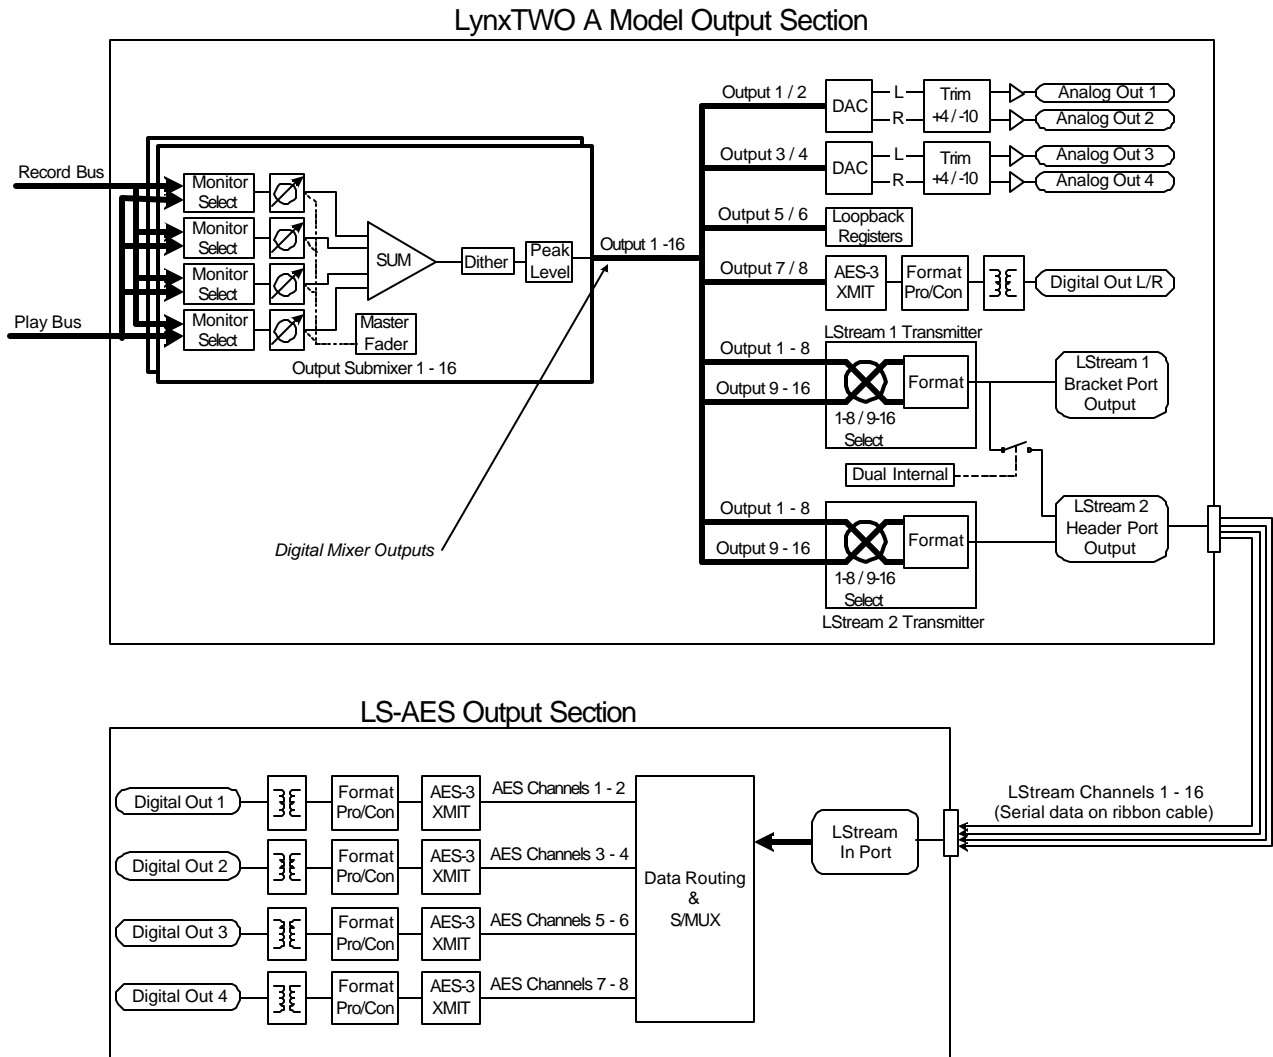 LynxTWO A Model Output Section
Record Bus
Play Bus
Monitor
Select
Monitor
Select
Monitor
Select
Monitor
Select
SUM
Master
Fader
Dither
Peak
Level
Output Submixer 1 - 16
Output 1 -16
Digital Mixer Outputs
Output 1 / 2
DAC
L
R
Trim
+4 / -10
Analog Out 1
Analog Out 2
Output 3 / 4
DAC
L
R
Trim
+4 / -10
Analog Out 3
Analog Out 4
Output 5 / 6
Loopback
Registers
Output 7 / 8
AES-3
XMIT
Format
Pro/Con
Digital Out L/R
LStream 1 Transmitter
Output 1 - 8
Output 9 - 16
Format
1-8 / 9-16
Select
LStream 1
Bracket Port
Output
Dual Internal
Output 1 - 8
Output 9 - 16
Format
1-8 / 9-16
Select
LStream 2 Transmitter
LStream 2
Header Port
Output
LS-AES Output Section
Digital Out 1
Format
Pro/Con
AES-3
XMIT
AES Channels 1 - 2
Digital Out 2
Format
Pro/Con
AES-3
XMIT
AES Channels 3 - 4
Digital Out 3
Format
Pro/Con
AES-3
XMIT
AES Channels 5 - 6
Digital Out 4
Format
Pro/Con
AES-3
XMIT
AES Channels 7 - 8
Data Routing
&
S/MUX
LStream
In Port
LStream Channels 1 - 16
(Serial data on ribbon cable)